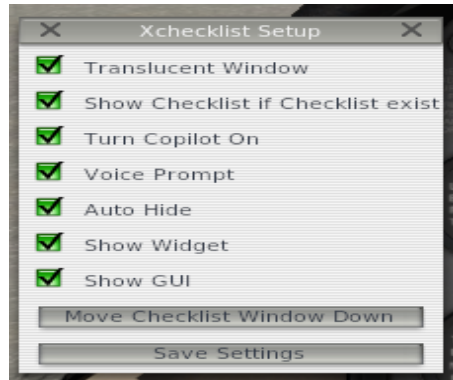 Xchecklist Setup
Translucent Window
Show Checklist if Checklist exist
Turn Copilot On
Voice Prompt
Auto Hide
Show Widget
Show GUI
Move Checklist Window Down
Save Settings